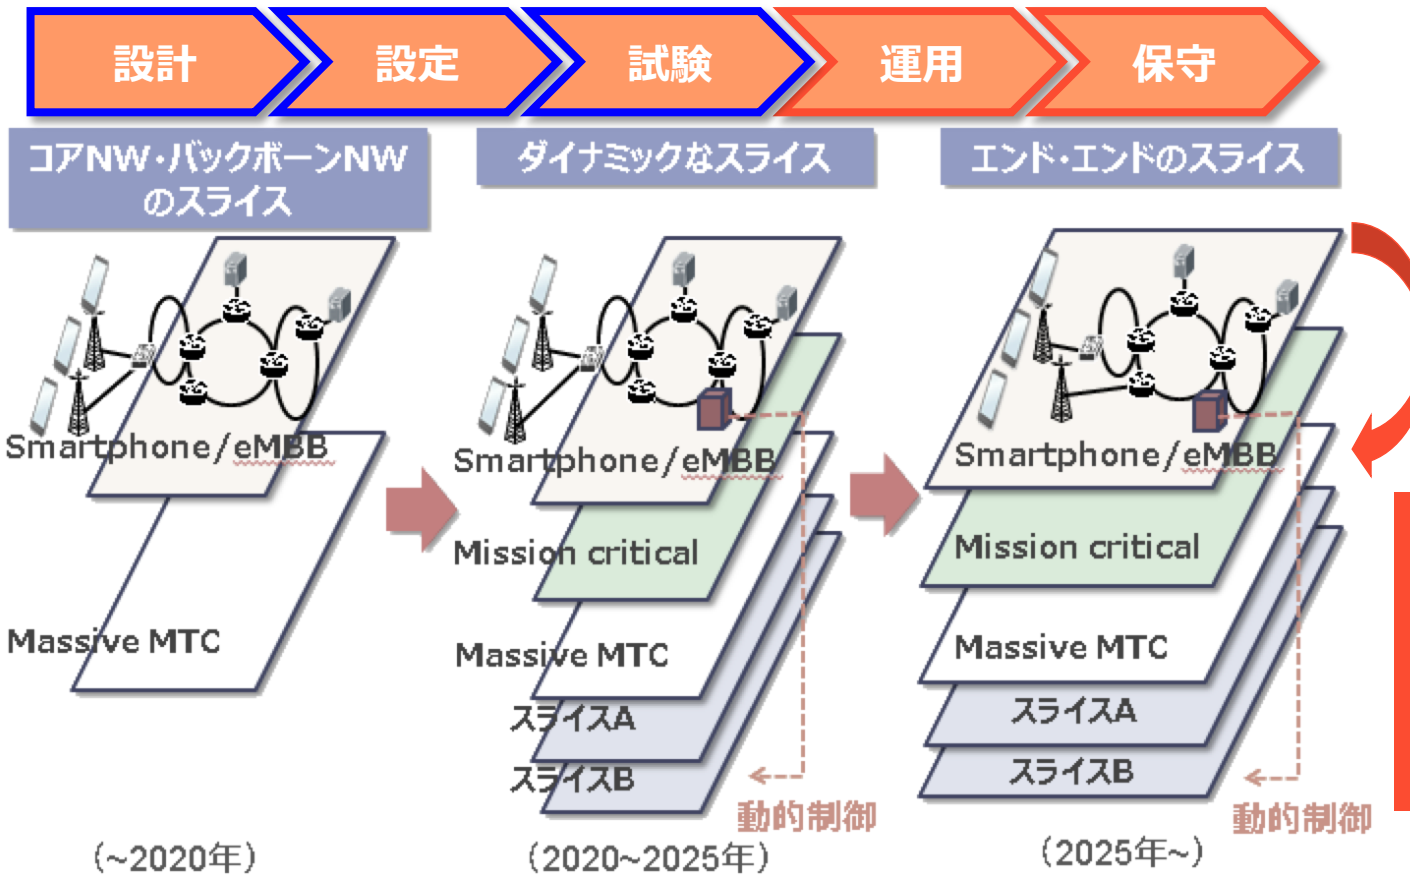 設計
設定
試験
運用
保守
コアNW・バックボーンNW
のスライス
ダイナミックなスライス
エンド・エンドのスライス
Smartphone/eMBB
Massive MTC
(~2020年)
Smartphone/eMBB
Mission critical
Massive MTC
スライスA
スライスB
動的制御
(2020~2025年)
Smartphone/eMBB
Mission critical
Massive MTC
スライスA
スライスB
動的制御
(2025年~)